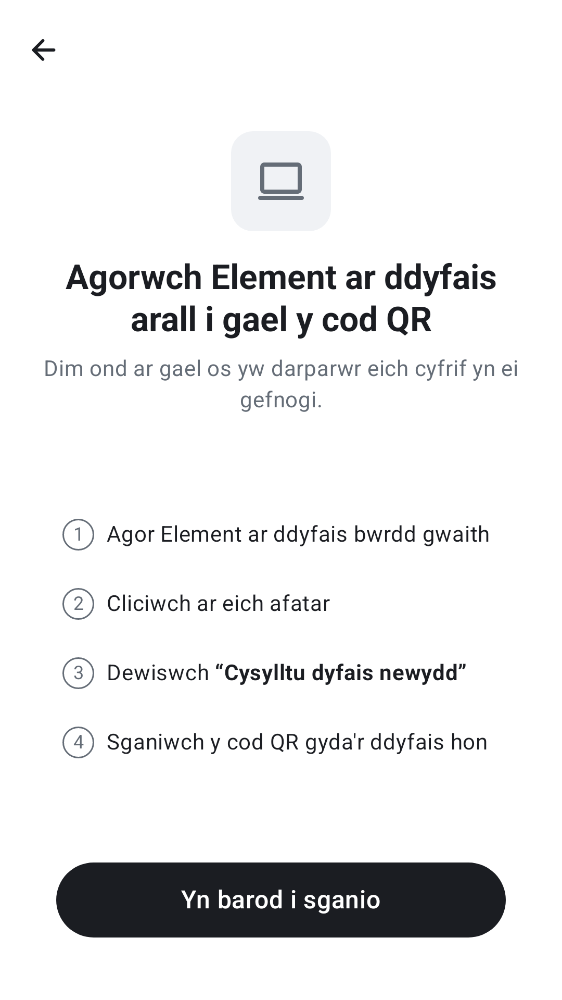 Agorwch Element ar ddyfais
arall i gael y cod QR
Dim ond ar gael os yw darparwr eich cyfrif yn ei
gefnogi.
1 Agor Element ar ddyfais bwrdd gwaith
2 Cliciwch ar eich afatar
3 Dewiswch “Cysylltu dyfais newydd”
4 Sganiwch y cod QR gyda'r ddyfais hon
Yn barod i sganio